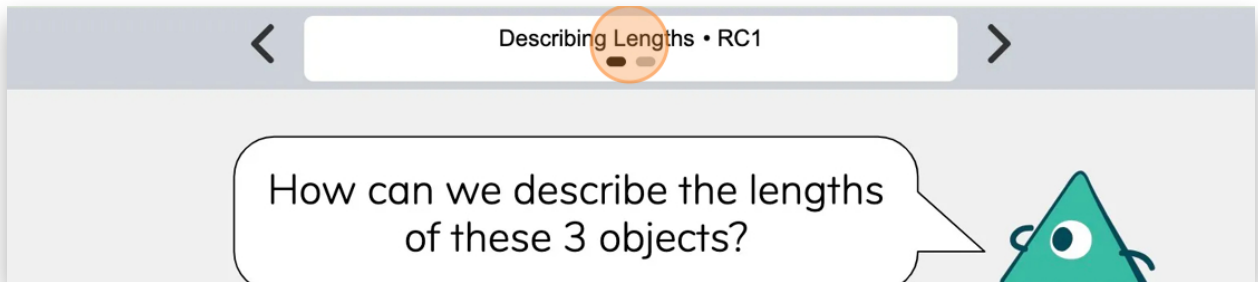 Describing Lengths • RC1
How can we describe the lengths
of these 3 objects?